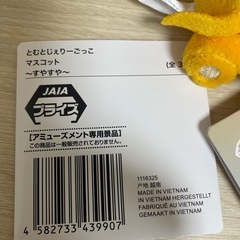 とむとじぇりーごっこ
マスコット
～すやすや～
(全3
JAIA
プライズ
【アミューズメント専用景品】
この商品は一般販売されておりません。
1116325
产地:越南
MADE IN VIETNAM
IN VIETNAM HERGESTELLT
FABRIQUÉ AU VIETNAM
GEMAAKT IN VIETNAM
4 582733 439907